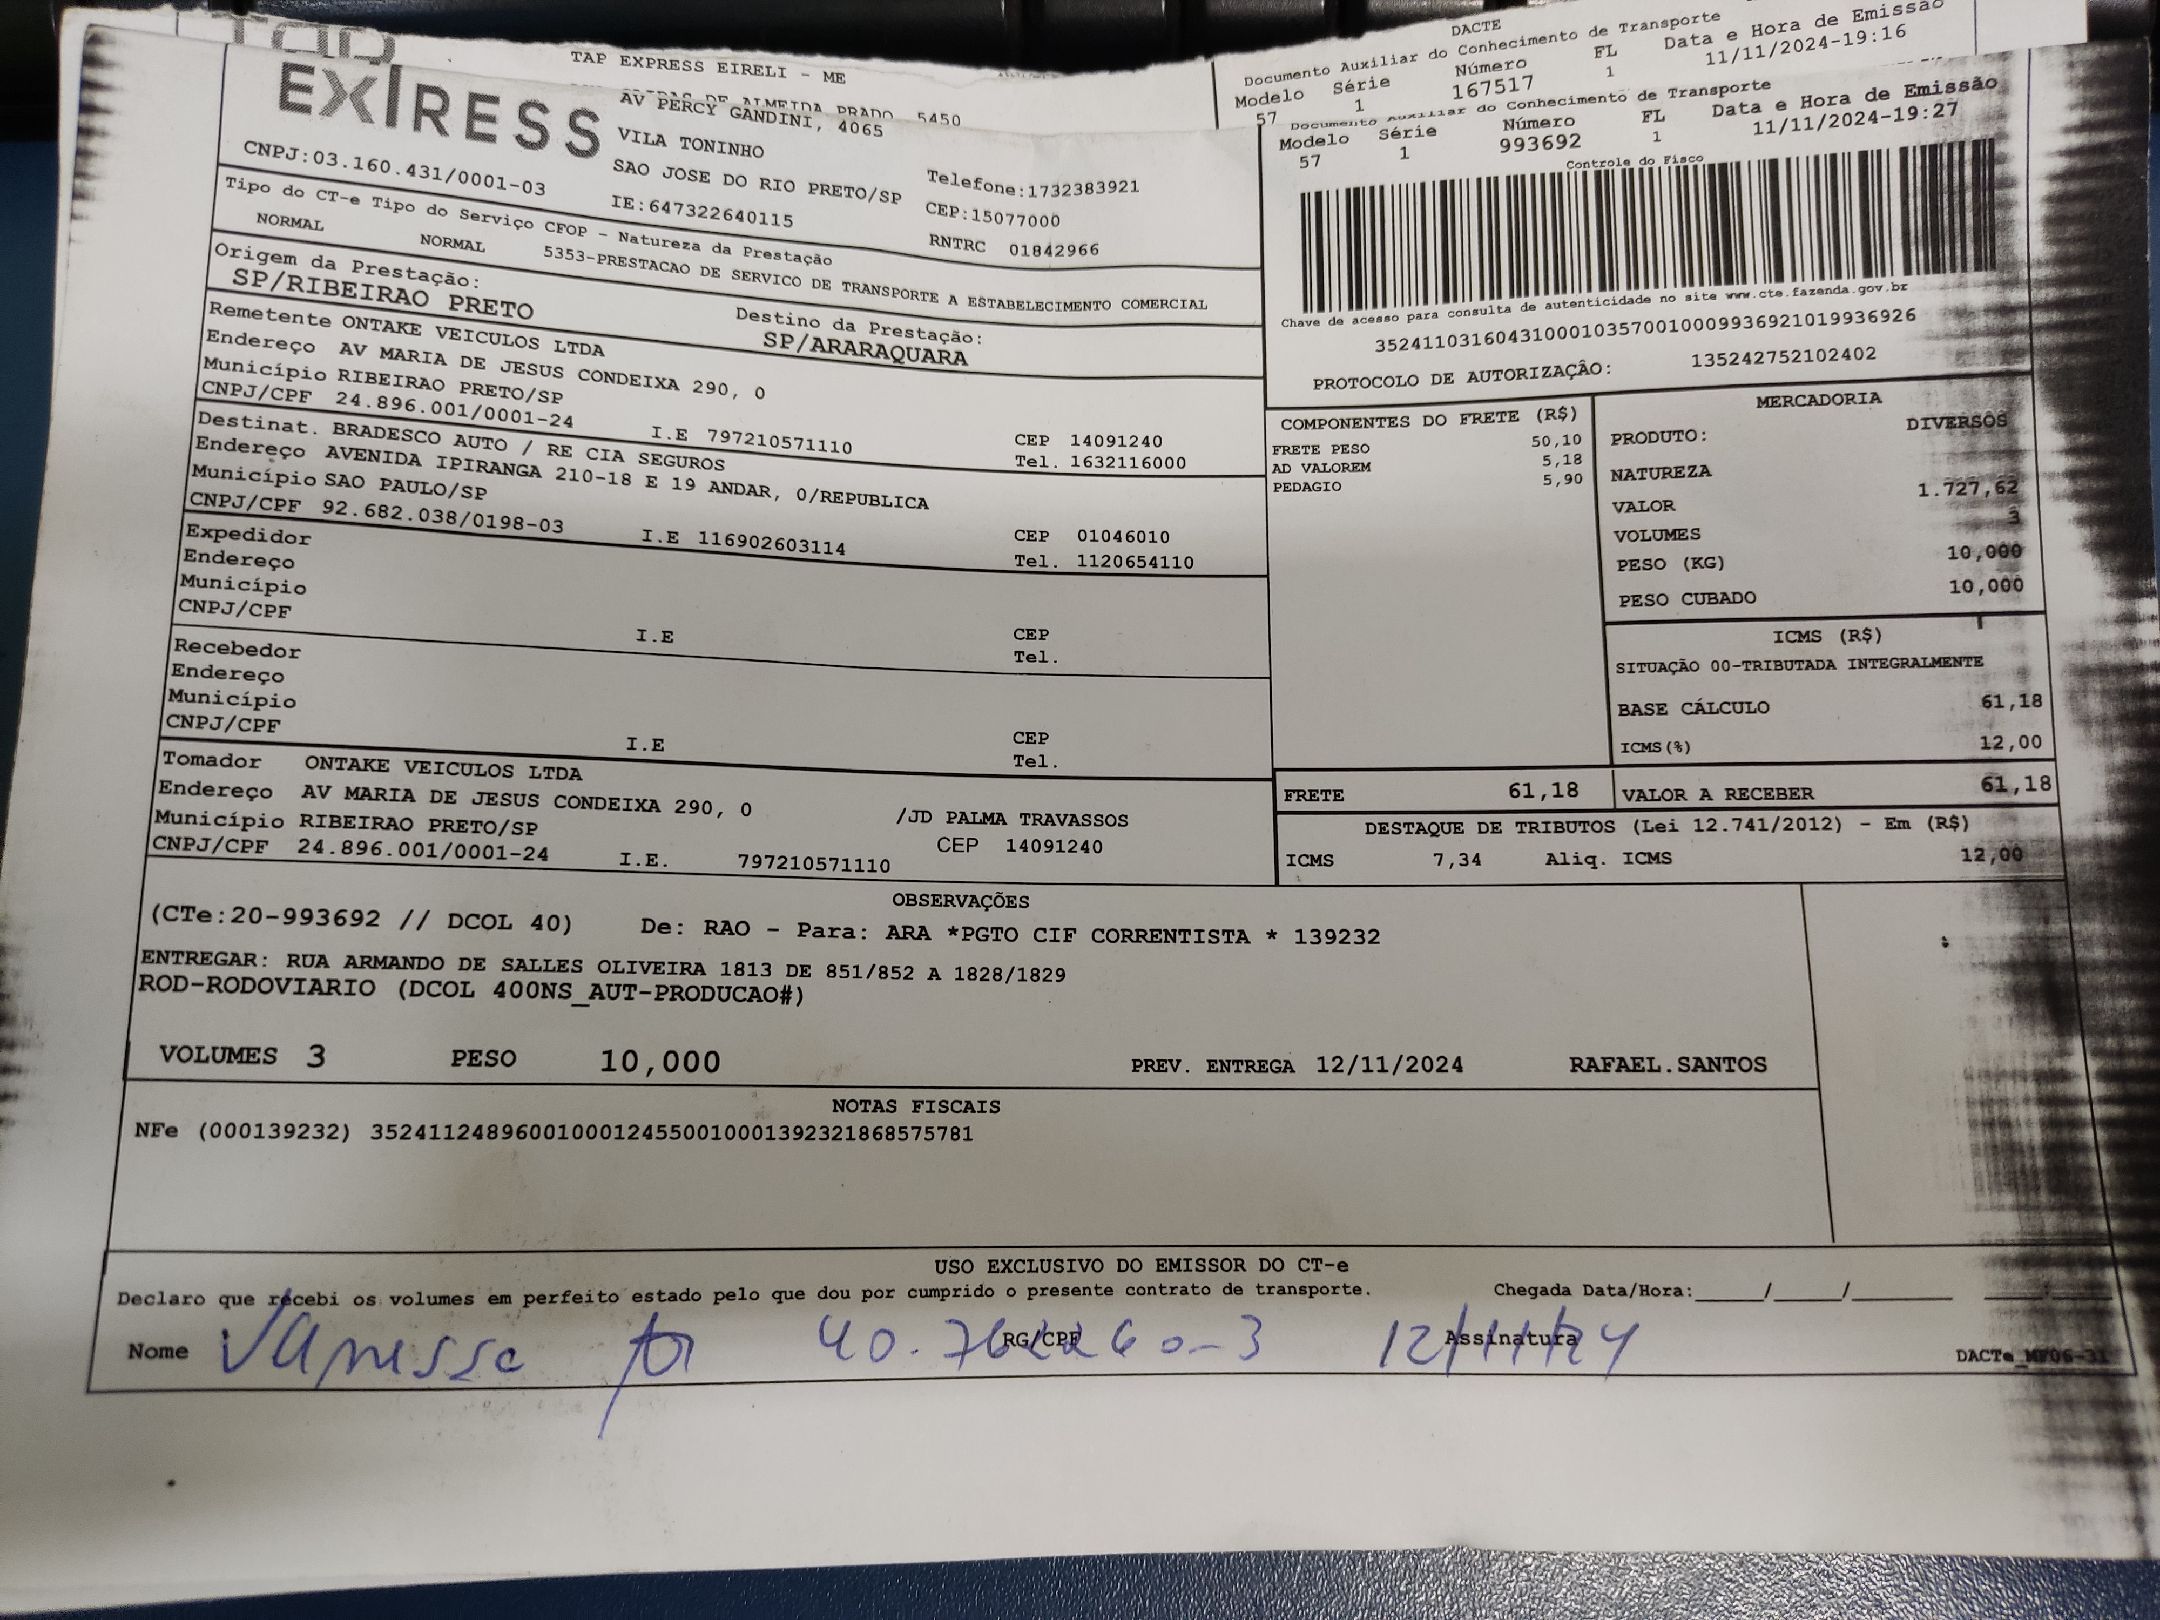 TAP EXPRESS EIRELI - ME
DE ALMEIDA PRADO, 5450
DACTE
Documento Auxiliar do Conhecimento de Transporte
Modelo Série Número FL Data e Hora de Emissão
57 1 167517 1 11/11/2024-19:16
EXPRESS
AV PERCY GANDINI, 4065
VILA TONINHO
SAO JOSE DO RIO PRETO/SP
Telefone:1732383921
CNPJ:03.160.431/0001-03
IE:647322640115
CEP:15077000
RNTRC 01842966
Documento Auxiliar do Conhecimento de Transporte
Modelo Série Número FL Data e Hora de Emissão
57 1 993692 1 11/11/2024-19:27
Controle do Fisco
Chave de acesso para consulta de autenticidade no site www.cte.fazenda.gov.br
35241103160431000103570010009936921019936926
PROTOCOLO DE AUTORIZAÇÂO: 135242752102402
Tipo do CT-e Tipo do Serviço CFOP - Natureza da Prestação
NORMAL NORMAL 5353-PRESTACAO DE SERVICO DE TRANSPORTE A ESTABELECIMENTO COMERCIAL
Origem da Prestação: Destino da Prestação:
SP/RIBEIRAO PRETO SP/ARARAQUARA
Remetente ONTAKE VEICULOS LTDA
Endereço AV MARIA DE JESUS CONDEIXA 290, 0
Município RIBEIRAO PRETO/SP CEP 14091240
CNPJ/CPF 24.896.001/0001-24 I.E 797210571110 Tel. 1632116000
Destinat. BRADESCO AUTO / RE CIA SEGUROS
Endereço AVENIDA IPIRANGA 210-18 E 19 ANDAR, 0/REPUBLICA
Município SAO PAULO/SP CEP 01046010
CNPJ/CPF 92.682.038/0198-03 I.E 116902603114 Tel. 1120654110
Expedidor
Endereço
Município CEP
CNPJ/CPF I.E Tel.
Recebedor
Endereço
Município CEP
CNPJ/CPF I.E Tel.
Tomador ONTAKE VEICULOS LTDA
Endereço AV MARIA DE JESUS CONDEIXA 290, 0 /JD PALMA TRAVASSOS
Município RIBEIRAO PRETO/SP CEP 14091240
CNPJ/CPF 24.896.001/0001-24 I.E. 797210571110
COMPONENTES DO FRETE (R$)
FRETE PESO 50,10
AD VALOREM 5,18
PEDAGIO 5,90
MERCADORIA
PRODUTO: DIVERSOS
NATUREZA
VALOR 1.727,62
VOLUMES 3
PESO (KG) 10,000
PESO CUBADO 10,000
ICMS (R$)
SITUAÇÃO 00-TRIBUTADA INTEGRALMENTE
BASE CÁLCULO 61,18
ICMS(%) 12,00
FRETE 61,18 VALOR A RECEBER 61,18
DESTAQUE DE TRIBUTOS (Lei 12.741/2012) - Em (R$)
ICMS 7,34 Aliq. ICMS 12,00
OBSERVAÇÕES
(CTe:20-993692 // DCOL 40) De: RAO - Para: ARA *PGTO CIF CORRENTISTA * 139232
ENTREGAR: RUA ARMANDO DE SALLES OLIVEIRA 1813 DE 851/852 A 1828/1829
ROD-RODOVIARIO (DCOL 400NS_AUT-PRODUCAO#)
VOLUMES 3 PESO 10,000 PREV. ENTREGA 12/11/2024 RAFAEL.SANTOS
NOTAS FISCAIS
NFe (000139232) 35241124896001000124550010001392321868575781
USO EXCLUSIVO DO EMISSOR DO CT-e
Declaro que recebi os volumes em perfeito estado pelo que dou por cumprido o presente contrato de transporte. Chegada Data/Hora:_____/_____/_______ ____:____
Nome Vanessa RG/CPF Assinatura 12/11/24
DACTe_MF06-31